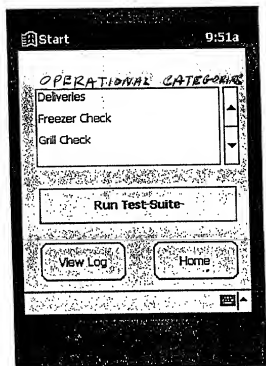 Start 9:51a
OPERATIONAL CATEGORIES
Deliveries
Freezer Check
Grill Check
Run Test-Suite
View Log Home